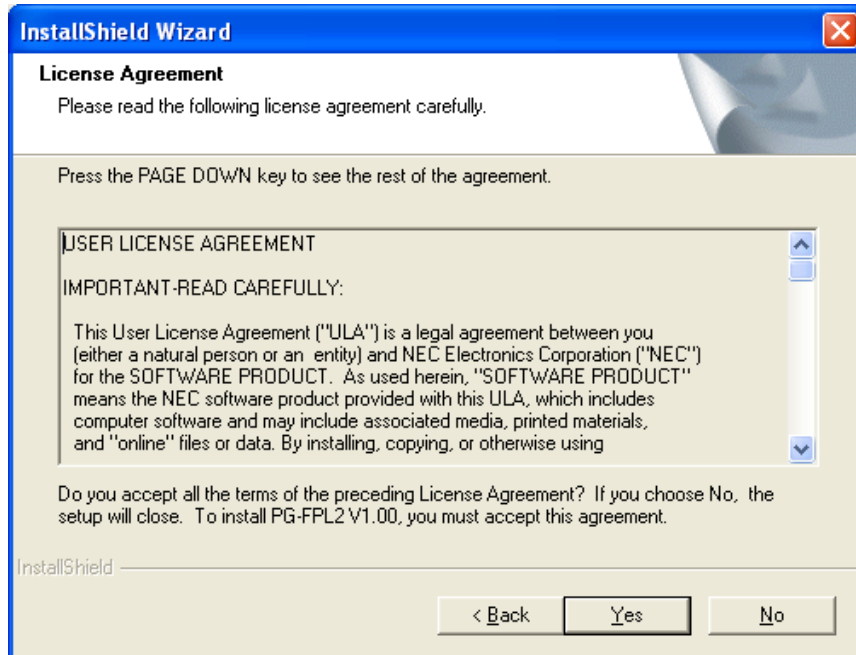 InstallShield Wizard
License Agreement
Please read the following license agreement carefully.
Press the PAGE DOWN key to see the rest of the agreement.
USER LICENSE AGREEMENT
IMPORTANT-READ CAREFULLY:
This User License Agreement ("ULA") is a legal agreement between you
(either a natural person or an entity) and NEC Electronics Corporation ("NEC")
for the SOFTWARE PRODUCT. As used herein, "SOFTWARE PRODUCT"
means the NEC software product provided with this ULA, which includes
computer software and may include associated media, printed materials,
and "online" files or data. By installing, copying, or otherwise using
Do you accept all the terms of the preceding License Agreement? If you choose No, the
setup will close. To install PG-FPL2 V1.00, you must accept this agreement.
InstallShield
< Back Yes No